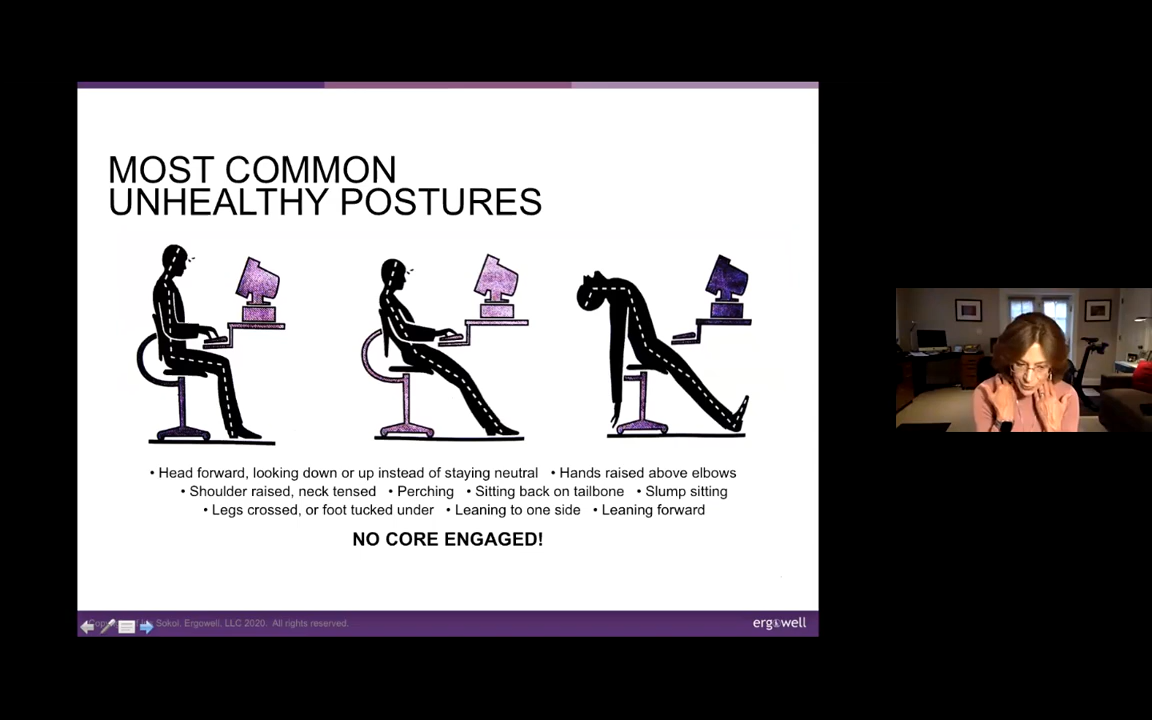 MOST COMMON
UNHEALTHY POSTURES
• Head forward, looking down or up instead of staying neutral • Hands raised above elbows
• Shoulder raised, neck tensed • Perching • Sitting back on tailbone • Slump sitting
• Legs crossed, or foot tucked under • Leaning to one side • Leaning forward
NO CORE ENGAGED!
Sokol. Ergowell, LLC 2020. All rights reserved.
ergowell